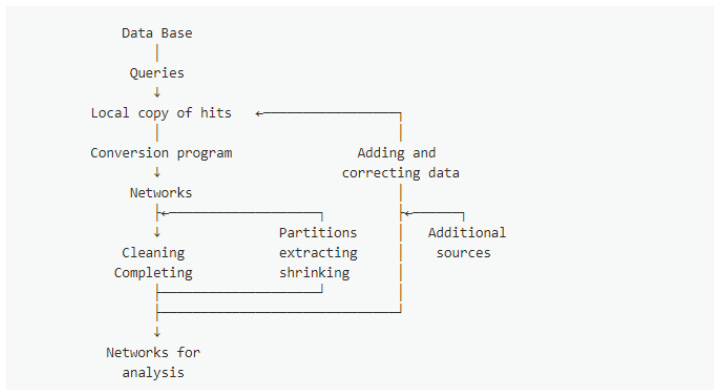 Data Base
Queries
Local copy of hits
Conversion program
Adding and
correcting data
Networks
Partitions
extracting
shrinking
Additional
sources
Cleaning
Completing
Networks for
analysis